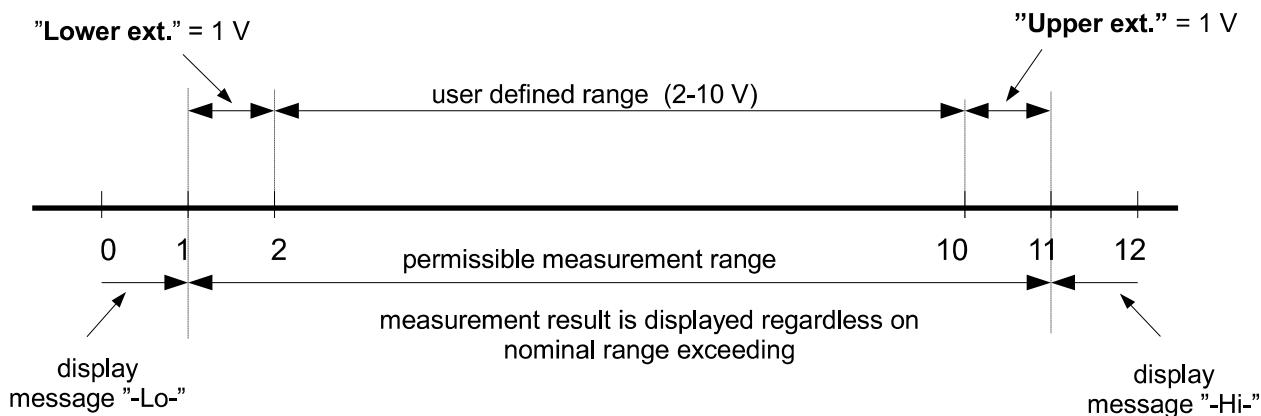 ”Lower ext.” = 1 V
”Upper ext.” = 1 V
user defined range (2-10 V)
0 1 2 10 11 12
permissible measurement range
measurement result is displayed regardless on
nominal range exceeding
display
message ”-Lo-”
display
message ”-Hi-”